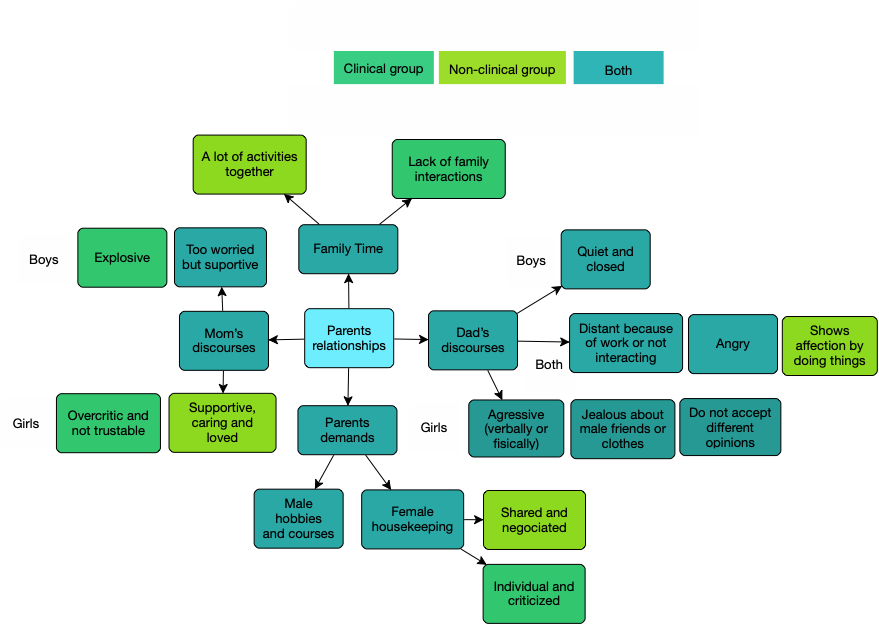 Clinical group
Non-clinical group
Both
A lot of activities
together
Lack of family
interactions
Boys
Explosive
Too worried
but suportive
Family Time
Boys
Quiet and
closed
Mom's
discourses
Parents
relationships
Dad's
discourses
Both
Distant because
of work or not
interacting
Angry
Shows
affection by
doing things
Girls
Overcritic and
not trustable
Supportive,
caring and
loved
Parents
demands
Girls
Agressive
(verbally or
fisically)
Jealous about
male friends or
clothes
Do not accept
different
opinions
Male
hobbies
and courses
Female
housekeeping
Shared and
negociated
Individual and
criticized